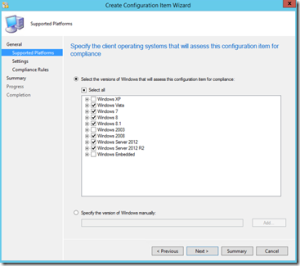 Create Configuration Item Wizard
Supported Platforms
General
Supported Platforms
Settings
Compliance Rules
Summary
Progress
Completion
Specify the client operating systems that will assess this configuration item for compliance
Select the versions of Windows that will assess this configuration item for compliance:
Select all
Windows XP
Windows Vista
Windows 7
Windows 8
Windows 8.1
Windows 2003
Windows 2008
Windows Server 2012
Windows Server 2012 R2
Windows Embedded
Specify the version of Windows manually:
< Previous
Next >
Summary
Cancel